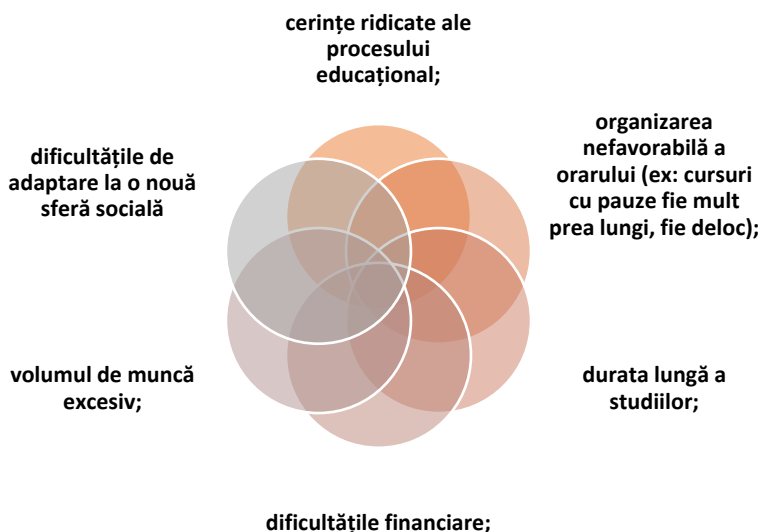 cerințe ridicate ale
procesului
educațional;
organizarea
nefavorabilă a
orarului (ex: cursuri
cu pauze fie mult
prea lungi, fie deloc);
durata lungă a
studiilor;
dificultățile financiare;
volumul de muncă
excesiv;
dificultățile de
adaptare la o nouă
sferă socială